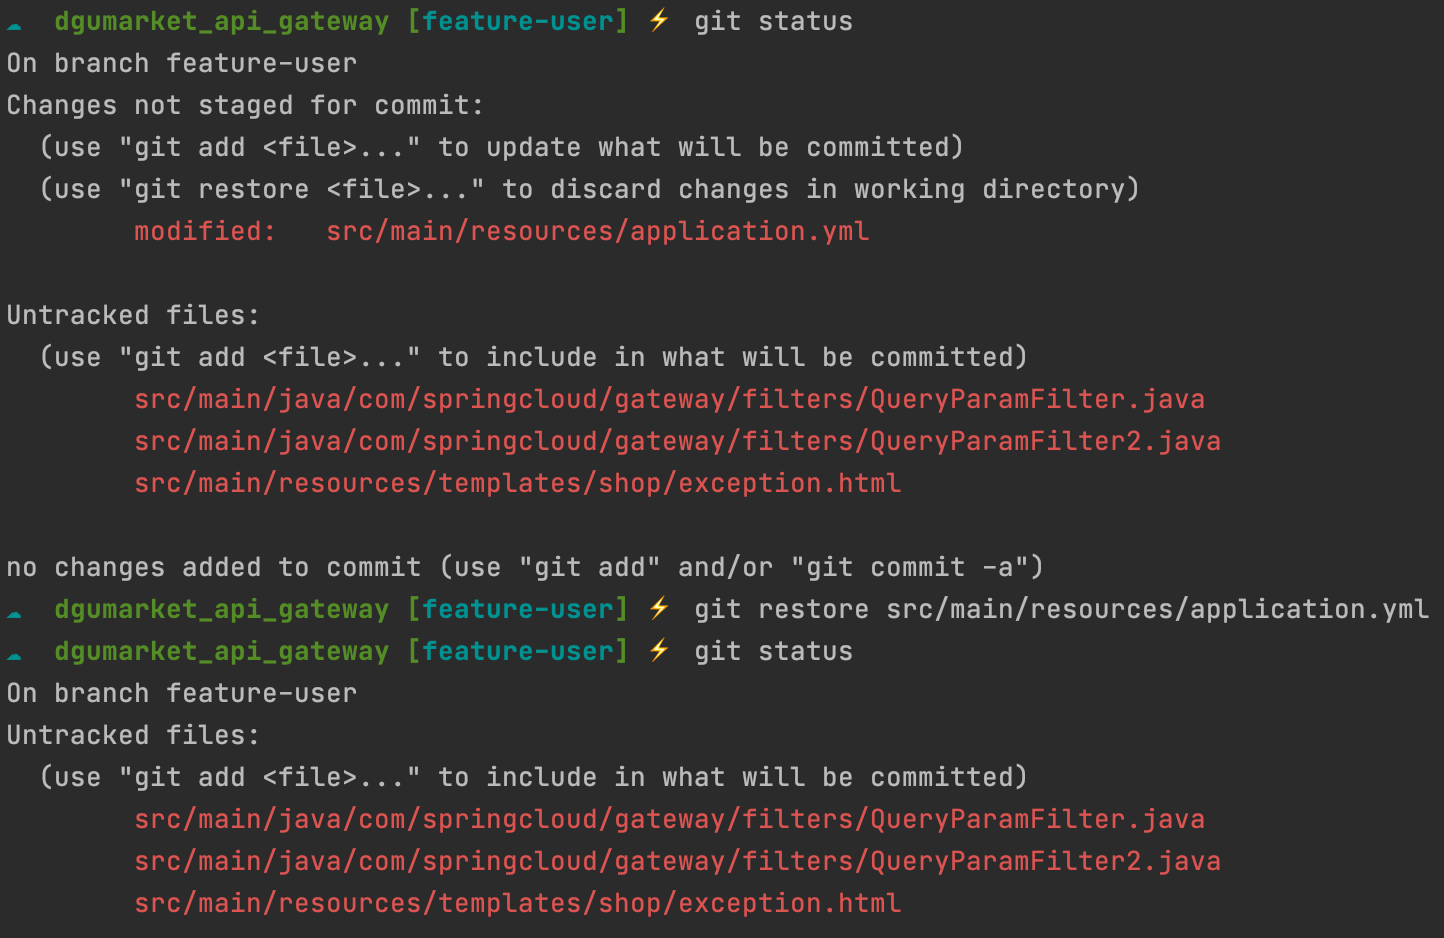 ☁ dgumarket_api_gateway [feature-user] ⚡ git status
On branch feature-user
Changes not staged for commit:
  (use "git add <file>..." to update what will be committed)
  (use "git restore <file>..." to discard changes in working directory)
        modified:   src/main/resources/application.yml

Untracked files:
  (use "git add <file>..." to include in what will be committed)
        src/main/java/com/springcloud/gateway/filters/QueryParamFilter.java
        src/main/java/com/springcloud/gateway/filters/QueryParamFilter2.java
        src/main/resources/templates/shop/exception.html

no changes added to commit (use "git add" and/or "git commit -a")
☁ dgumarket_api_gateway [feature-user] ⚡ git restore src/main/resources/application.yml
☁ dgumarket_api_gateway [feature-user] ⚡ git status
On branch feature-user
Untracked files:
  (use "git add <file>..." to include in what will be committed)
        src/main/java/com/springcloud/gateway/filters/QueryParamFilter.java
        src/main/java/com/springcloud/gateway/filters/QueryParamFilter2.java
        src/main/resources/templates/shop/exception.html